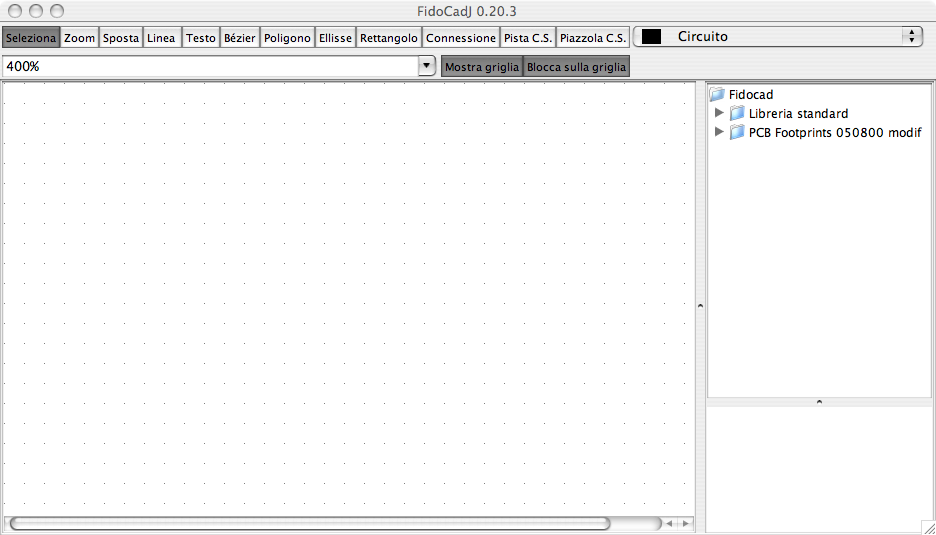 FidoCadJ 0.20.3
Seleziona Zoom Sposta Linea Testo Bézier Poligono Ellisse Rettangolo Connessione Pista C.S. Piazzola C.S. Circuito
400% Mostra griglia Blocca sulla griglia
Fidocad
Libreria standard
PCB Footprints 050800 modif